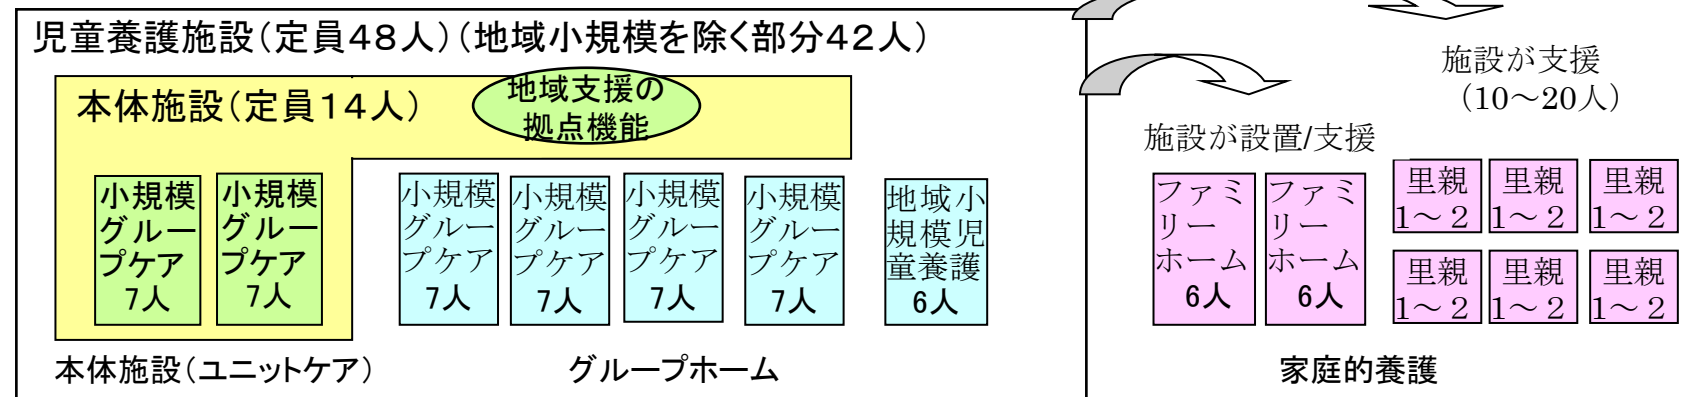 児童養護施設(定員48人)(地域小規模を除く部分42人)
本体施設(定員14人)
地域支援の
拠点機能
小規模
グルー
プケア
7人
小規模
グルー
プケア
7人
小規模
グルー
プケア
7人
小規模
グルー
プケア
7人
小規模
グルー
プケア
7人
小規模
グルー
プケア
7人
地域小
規模児
童養護
6人
本体施設(ユニットケア)
グループホーム
施設が支援
(10~20人)
施設が設置/支援
ファミ
リー
ホーム
6人
ファミ
リー
ホーム
6人
里親
1~2
里親
1~2
里親
1~2
里親
1~2
里親
1~2
里親
1~2
家庭的養護